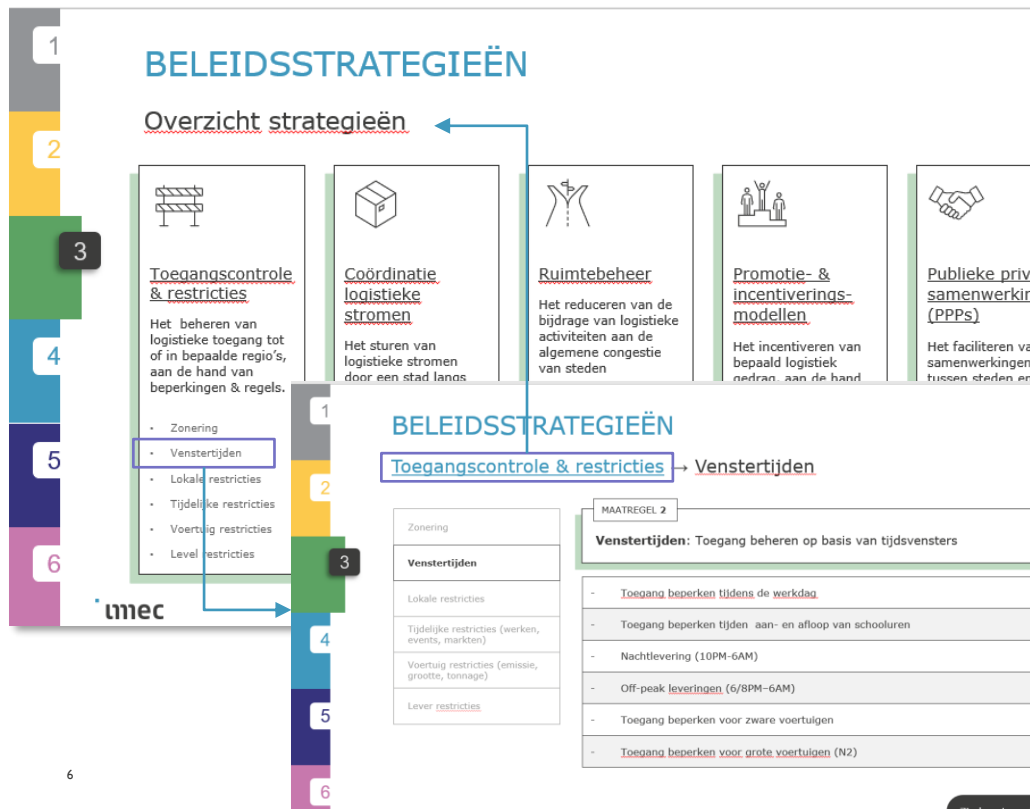 1
BELEIDSSTRATEGIEËN
Overzicht strategieën
2
3
4
5
6
Toegangscontrole
& restricties
Het beheren van
logistieke toegang tot
of in bepaalde regio's,
aan de hand van
beperkingen & regels.
• Zonering
• Venstertijden
• Lokale restricties
• Tijdelijke restricties
• Voertuig restricties
• Level restricties
Coördinatie
logistieke
stromen
Het sturen van
logistieke stromen
door een stad langs
Ruimtebeheer
Het reduceren van de
bijdrage van logistieke
activiteiten aan de
algemene congestie
van steden
Promotie- &
incentiverings-
modellen
Het incentiveren van
bepaald logistiek
gedrag, aan de hand
Publieke priv
samenwerkin
(PPPs)
Het faciliteren va
samenwerkingen
tussen steden en
imec
1
2
3
4
5
6
BELEIDSSTRATEGIEËN
Toegangscontrole & restricties → Venstertijden
Zonering
Venstertijden
Lokale restricties
Tijdelijke restricties (werken,
events, markten)
Voertuig restricties (emissie,
grootte, tonnage)
Lever restricties
MAATREGEL 2
Venstertijden: Toegang beheren op basis van tijdsvensters
- Toegang beperken tijdens de werkdag
- Toegang beperken tijden aan- en afloop van schooluren
- Nachtlevering (10PM-6AM)
- Off-peak leveringen (6/8PM–6AM)
- Toegang beperken voor zware voertuigen
- Toegang beperken voor grote voertuigen (N2)
6